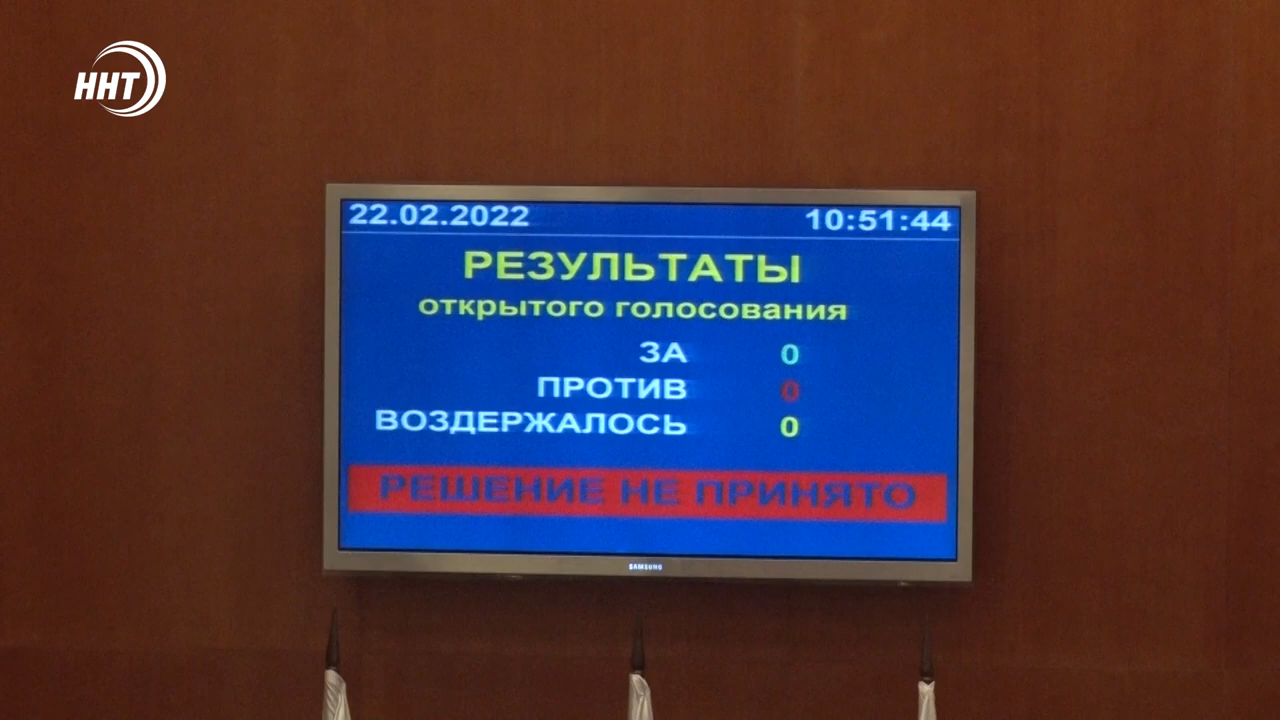 ННТ
22.02.2022 10:51:44
РЕЗУЛЬТАТЫ
открытого голосования
ЗА 0
ПРОТИВ 0
ВОЗДЕРЖАЛОСЬ 0
РЕШЕНИЕ НЕ ПРИНЯТО
SAMSUNG